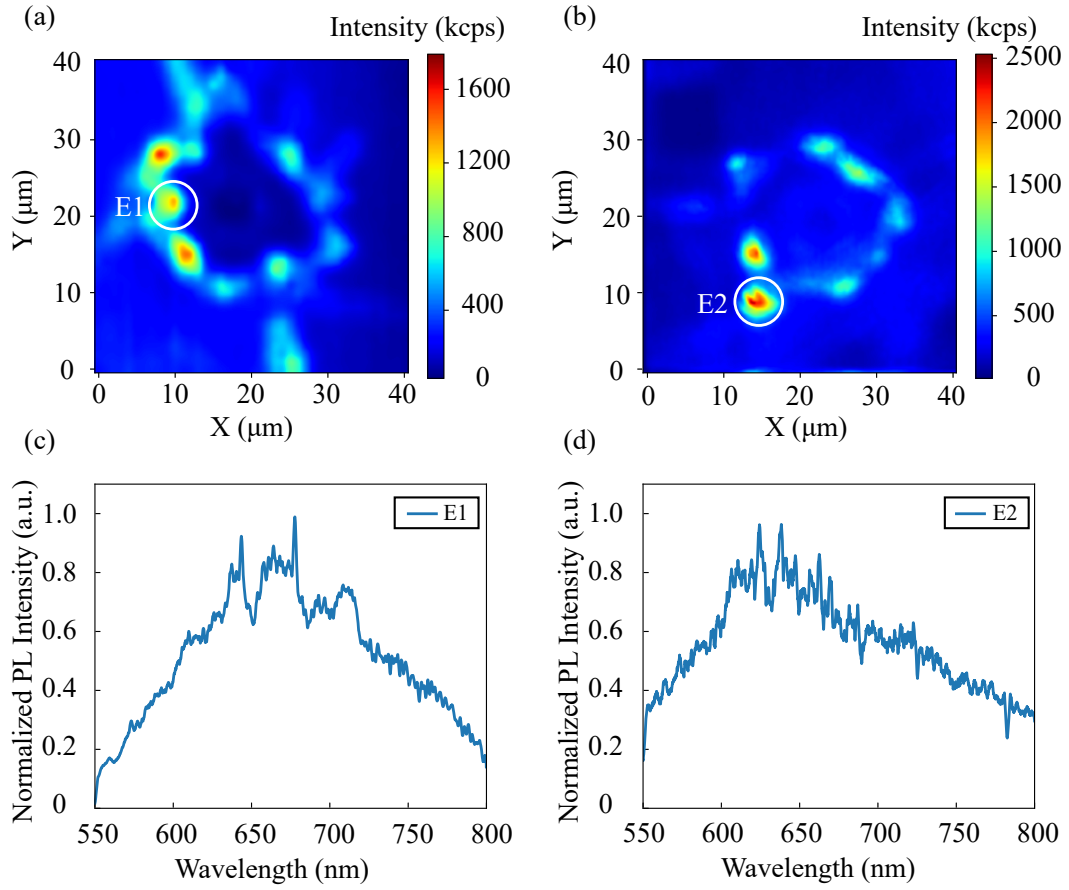 (a)
Intensity (kcps)
40
30
20
10
0
Y (μm)
E1
0 10 20 30 40
X (μm)
1600
1200
800
400
0
(b)
Intensity (kcps)
40
30
20
10
0
Y (μm)
E2
0 10 20 30 40
X (μm)
2500
2000
1500
1000
500
0
(c)
Normalized PL Intensity (a.u.)
1.0
0.8
0.6
0.4
0.2
0
E1
550 600 650 700 750 800
Wavelength (nm)
(d)
Normalized PL Intensity (a.u.)
1.0
0.8
0.6
0.4
0.2
0
E2
550 600 650 700 750 800
Wavelength (nm)